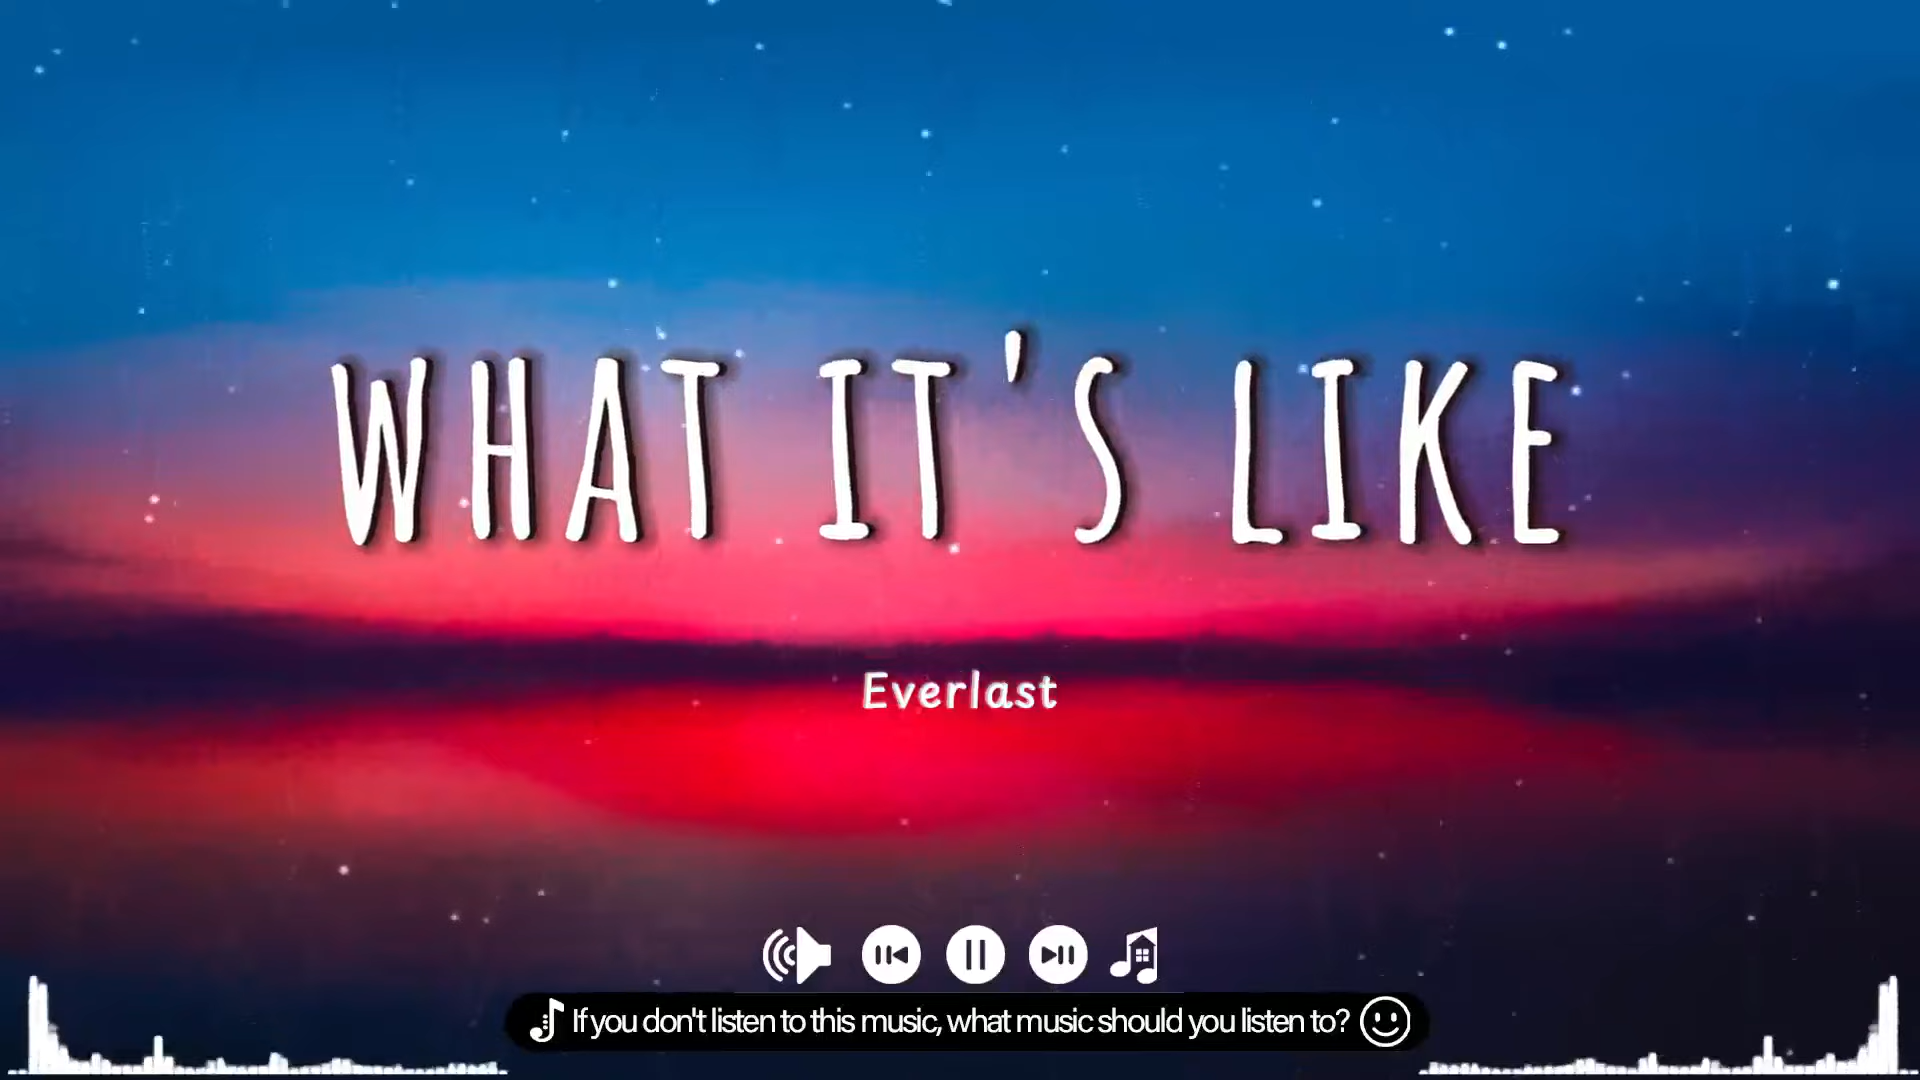 WHAT IT'S LIKE
Everlast
If you don't listen to this music, what music should you listen to?